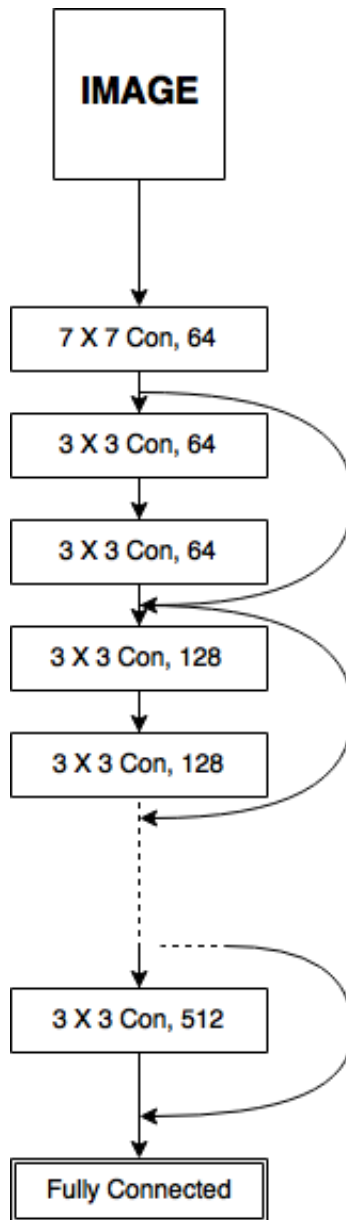 IMAGE
7 X 7 Con, 64
3 X 3 Con, 64
3 X 3 Con, 64
3 X 3 Con, 128
3 X 3 Con, 128
3 X 3 Con, 512
Fully Connected